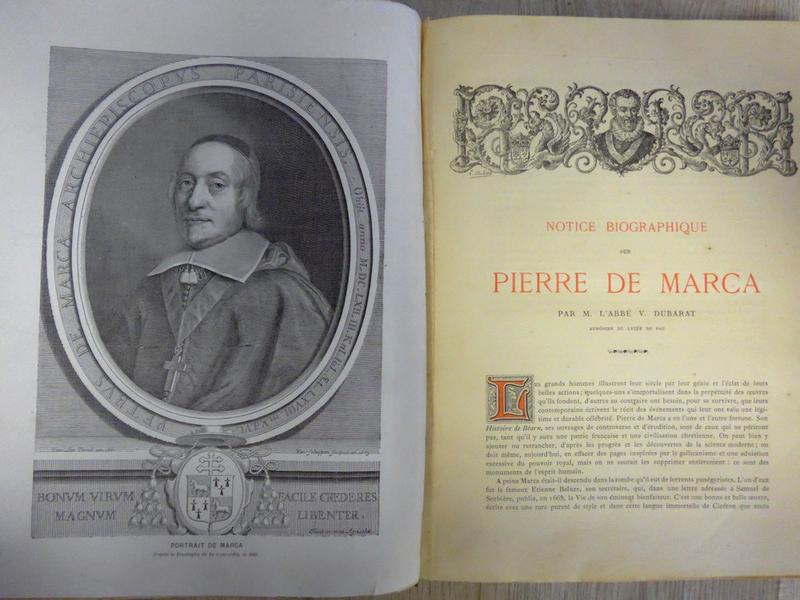 PETRVS DE MARCA ARCHIEPISCOPVS PARISIENSIS.
BONVM VIRVM FACILE CREDERES
MAGNVM LIBENTER.
PORTRAIT DE MARCA
NOTICE BIOGRAPHIQUE
SUR
PIERRE DE MARCA
PAR M. L'ABBÉ V. DUBARAT
AUMÔNIER DU LYCÉE DE PAU
Les grands hommes illustrent leur siècle par leur génie et l'éclat de leurs
belles actions; quelques-uns s'immortalisent dans la perpétuité des œuvres
qu'ils fondent, d'autres au contraire ont besoin, pour se survivre, que leurs
contemporains écrivent le récit des événements qui leur ont valu une légi-
time et durable célébrité. Pierre de Marca a eu l'une et l'autre fortune. Son
Histoire de Béarn, ses ouvrages de controverse et d'érudition, sont de ceux qui ne périront
pas, tant qu'il y aura une patrie française et une civilisation chrétienne. On peut bien y
ajouter ou retrancher, d'après les progrès et les découvertes de la science moderne; on
doit même, aujourd'hui, en effacer des pages inspirées par le gallicanisme et une adulation
excessive du pouvoir royal, mais on ne saurait les supprimer entièrement: ce sont des
monuments de l'esprit humain.
A peine Marca était-il descendu dans la tombe qu'il eut de fervents panégyristes. L'un d'eux
fut le fameux Etienne Baluze, son secrétaire, qui, dans une lettre adressée à Samuel de
Sorbière, publia, en 1663, la Vie de son éminent bienfaiteur. C'est une bonne et belle œuvre,
écrite avec une rare pureté de style et dans cette langue immortelle de Cicéron que toute